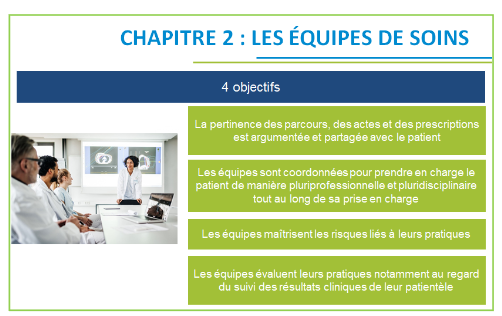 CHAPITRE 2 : LES ÉQUIPES DE SOINS
4 objectifs
La pertinence des parcours, des actes et des prescriptions
est argumentée et partagée avec le patient
Les équipes sont coordonnées pour prendre en charge le
patient de manière pluriprofessionnelle et pluridisciplinaire
tout au long de sa prise en charge
Les équipes maîtrisent les risques liés à leurs pratiques
Les équipes évaluent leurs pratiques notamment au regard
du suivi des résultats cliniques de leur patientèle